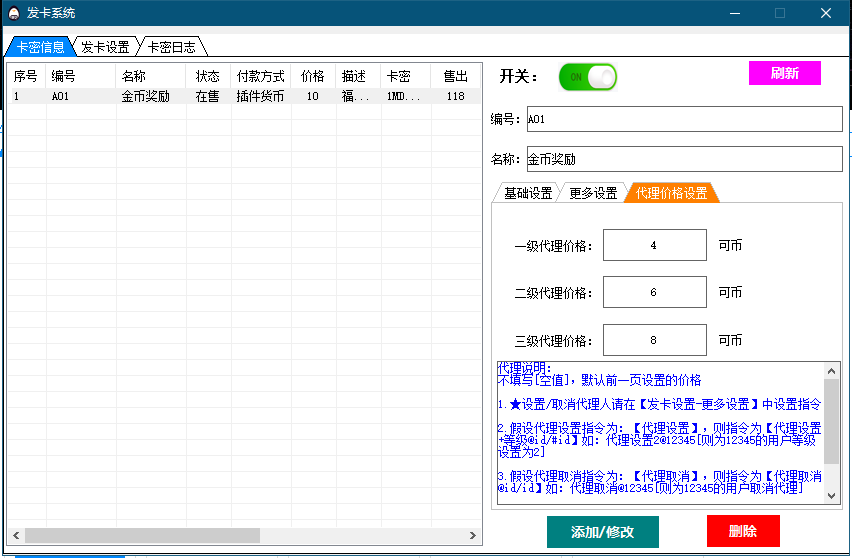 发卡系统
卡密信息 发卡设置 卡密日志
序号 编号 名称 状态 付款方式 价格 描述 卡密 售出
1 A01 金币奖励 在售 插件货币 10 福... 1MD... 118
开关： ON 刷新
编号： A01
名称： 金币奖励
基础设置 更多设置 代理价格设置
一级代理价格： 4 可币
二级代理价格： 6 可币
三级代理价格： 8 可币
代理说明：
不填写[空值]，默认前一页设置的价格
1.★设置/取消代理人请在【发卡设置-更多设置】中设置指令
2.假设代理设置指令为：【代理设置】，则指令为【代理设置
+等级@id/#id】如：代理设置2@12345[则为12345的用户等级
设置为2]
3.假设代理取消指令为：【代理取消】，则指令为【代理取消
@id/id】如：代理取消@12345[则为12345的用户取消代理]
添加/修改 删除